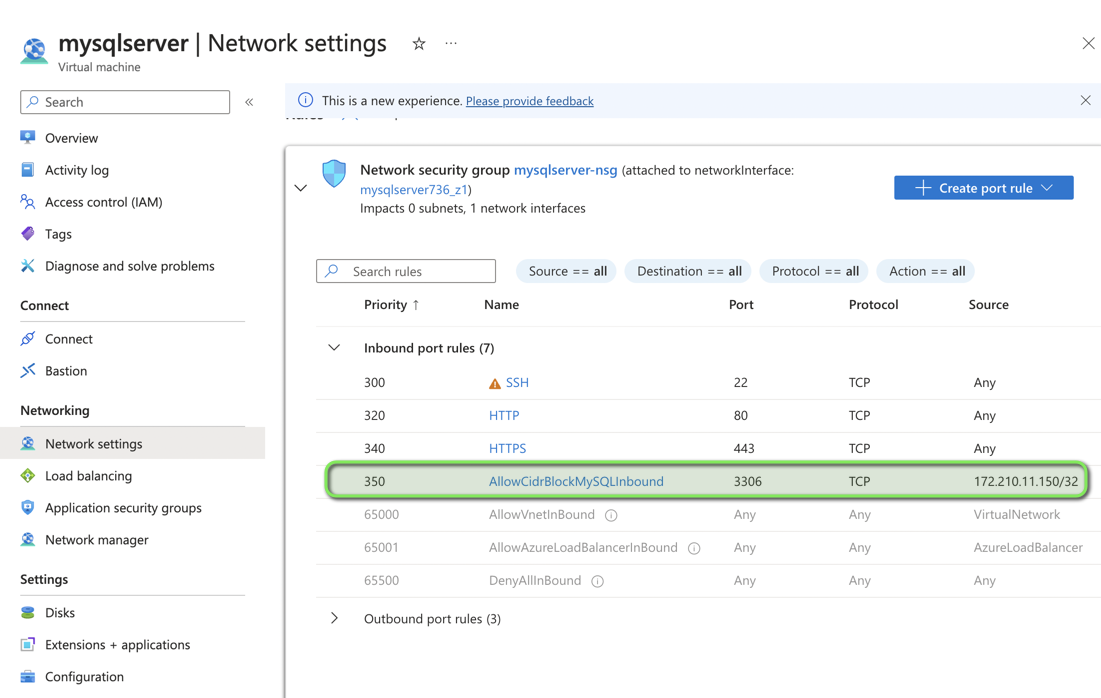 mysqlserver | Network settings
Virtual machine
Search
Overview
Activity log
Access control (IAM)
Tags
Diagnose and solve problems
Connect
Connect
Bastion
Networking
Network settings
Load balancing
Application security groups
Network manager
Settings
Disks
Extensions + applications
Configuration
This is a new experience. Please provide feedback
Network security group mysqlserver-nsg (attached to networkInterface:
mysqlserver736_z1)
Impacts 0 subnets, 1 network interfaces
Create port rule
Search rules
Source == all Destination == all Protocol == all Action == all
Priority ↑ Name Port Protocol Source
Inbound port rules (7)
300 SSH 22 TCP Any
320 HTTP 80 TCP Any
340 HTTPS 443 TCP Any
350 AllowCidrBlockMySQLInbound 3306 TCP 172.210.11.150/32
65000 AllowVnetInBound Any Any VirtualNetwork
65001 AllowAzureLoadBalancerInBound Any Any AzureLoadBalancer
65500 DenyAllInBound Any Any Any
Outbound port rules (3)